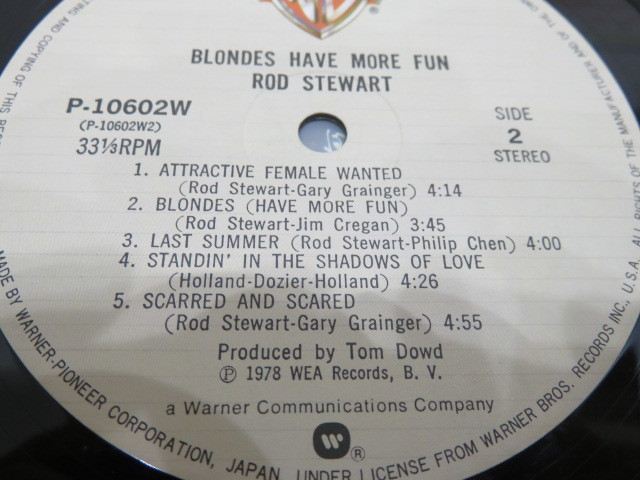 BLONDES HAVE MORE FUN
ROD STEWART
P-10602W
(P-10602W2)
33⅓RPM
SIDE
2
STEREO
1. ATTRACTIVE FEMALE WANTED
(Rod Stewart-Gary Grainger) 4:14
2. BLONDES (HAVE MORE FUN)
(Rod Stewart-Jim Cregan) 3:45
3. LAST SUMMER (Rod Stewart-Philip Chen) 4:00
4. STANDIN' IN THE SHADOWS OF LOVE
(Holland-Dozier-Holland) 4:26
5. SCARRED AND SCARED
(Rod Stewart-Gary Grainger) 4:55
Produced by Tom Dowd
Ⓟ 1978 WEA Records, B. V.
a Warner Communications Company
®
MADE BY WARNER-PIONEER CORPORATION, JAPAN, UNDER LICENSE FROM WARNER BROS. RECORDS INC., U.S.A. ALL RIGHTS OF THE MANUFACTURER AND OF THE
AND COPYING OF THIS